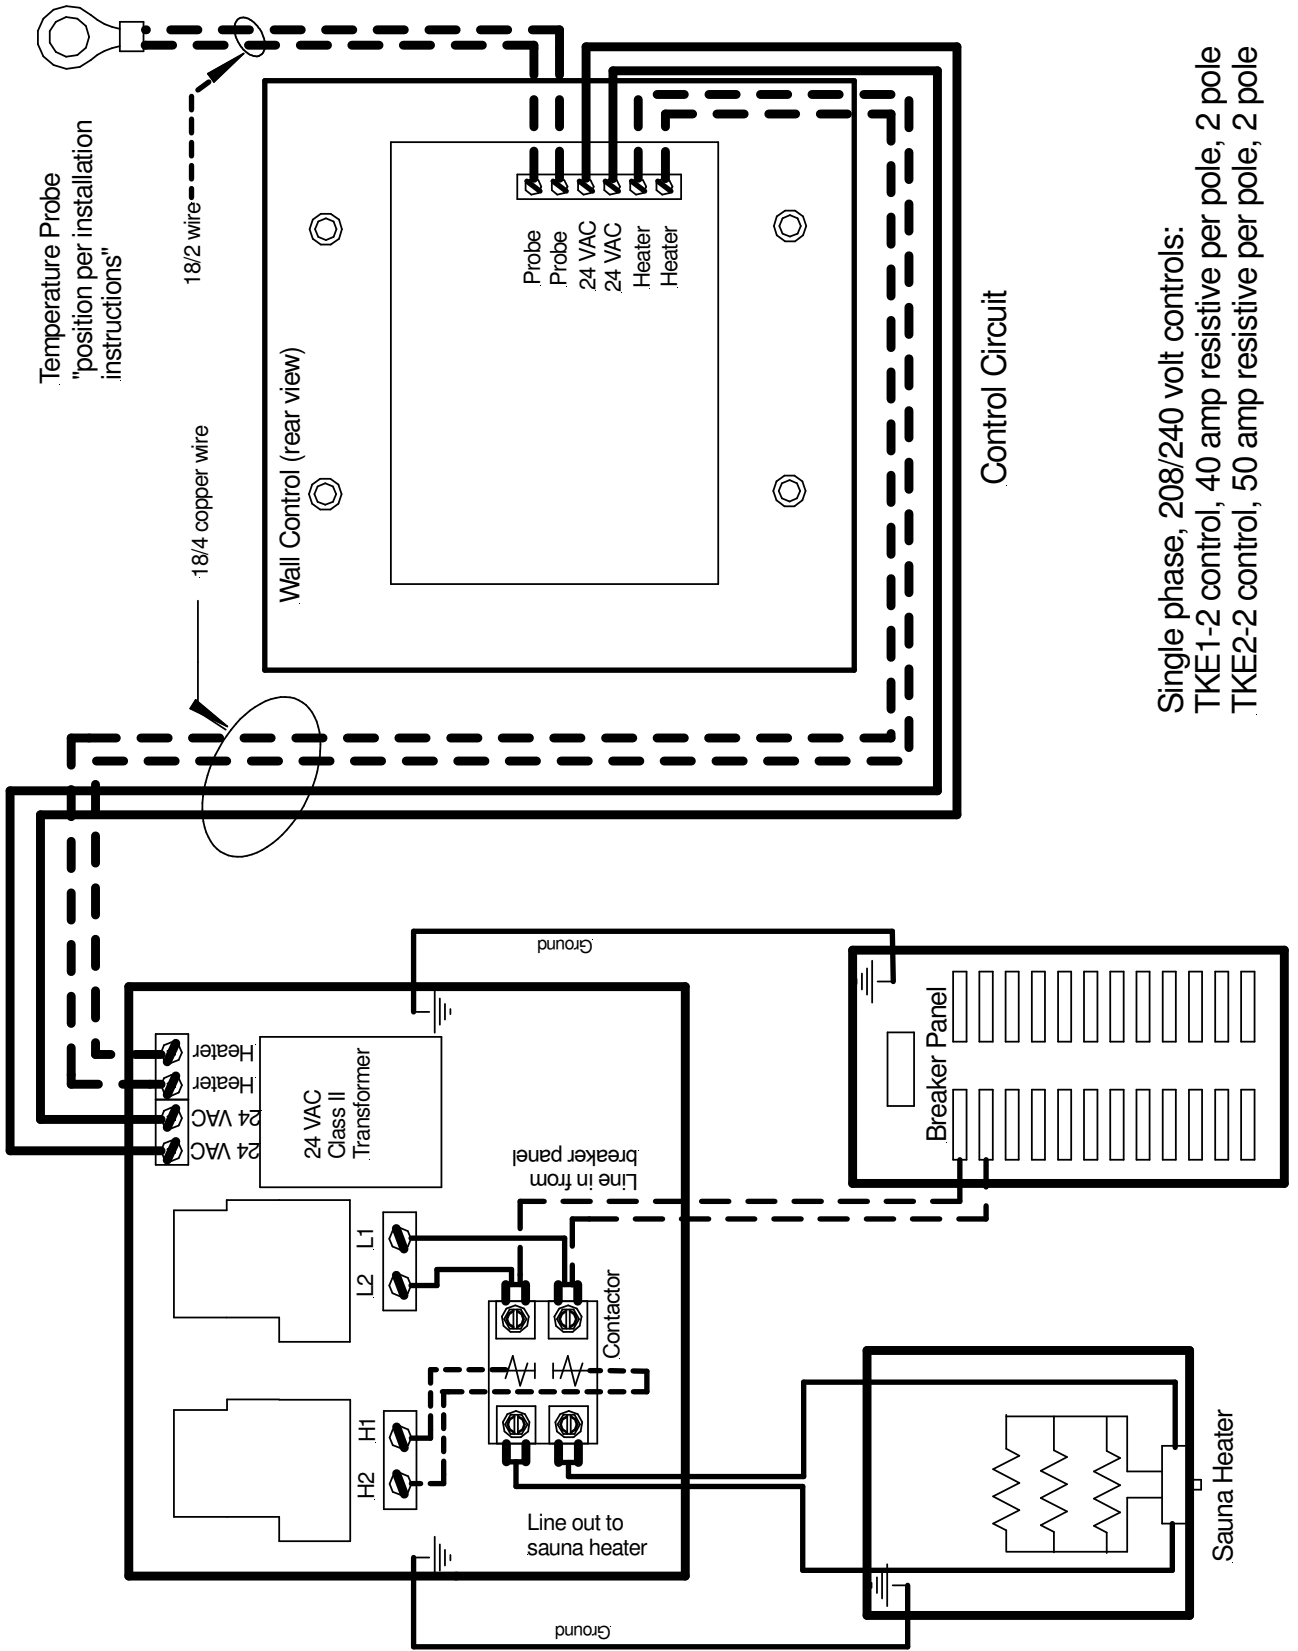 Temperature Probe
"position per installation
instructions"
18/2 wire
18/4 copper wire
Wall Control (rear view)
Probe
Probe
24 VAC
24 VAC
Heater
Heater
Control Circuit
Single phase, 208/240 volt controls:
TKE1-2 control, 40 amp resistive per pole, 2 pole
TKE2-2 control, 50 amp resistive per pole, 2 pole
Ground
Heater
Heater
24 VAC
24 VAC
24 VAC
Class II
Transformer
Line in from
breaker panel
L1
L2
H1
H2
Contactor
Line out to
sauna heater
Ground
Breaker Panel
Sauna Heater